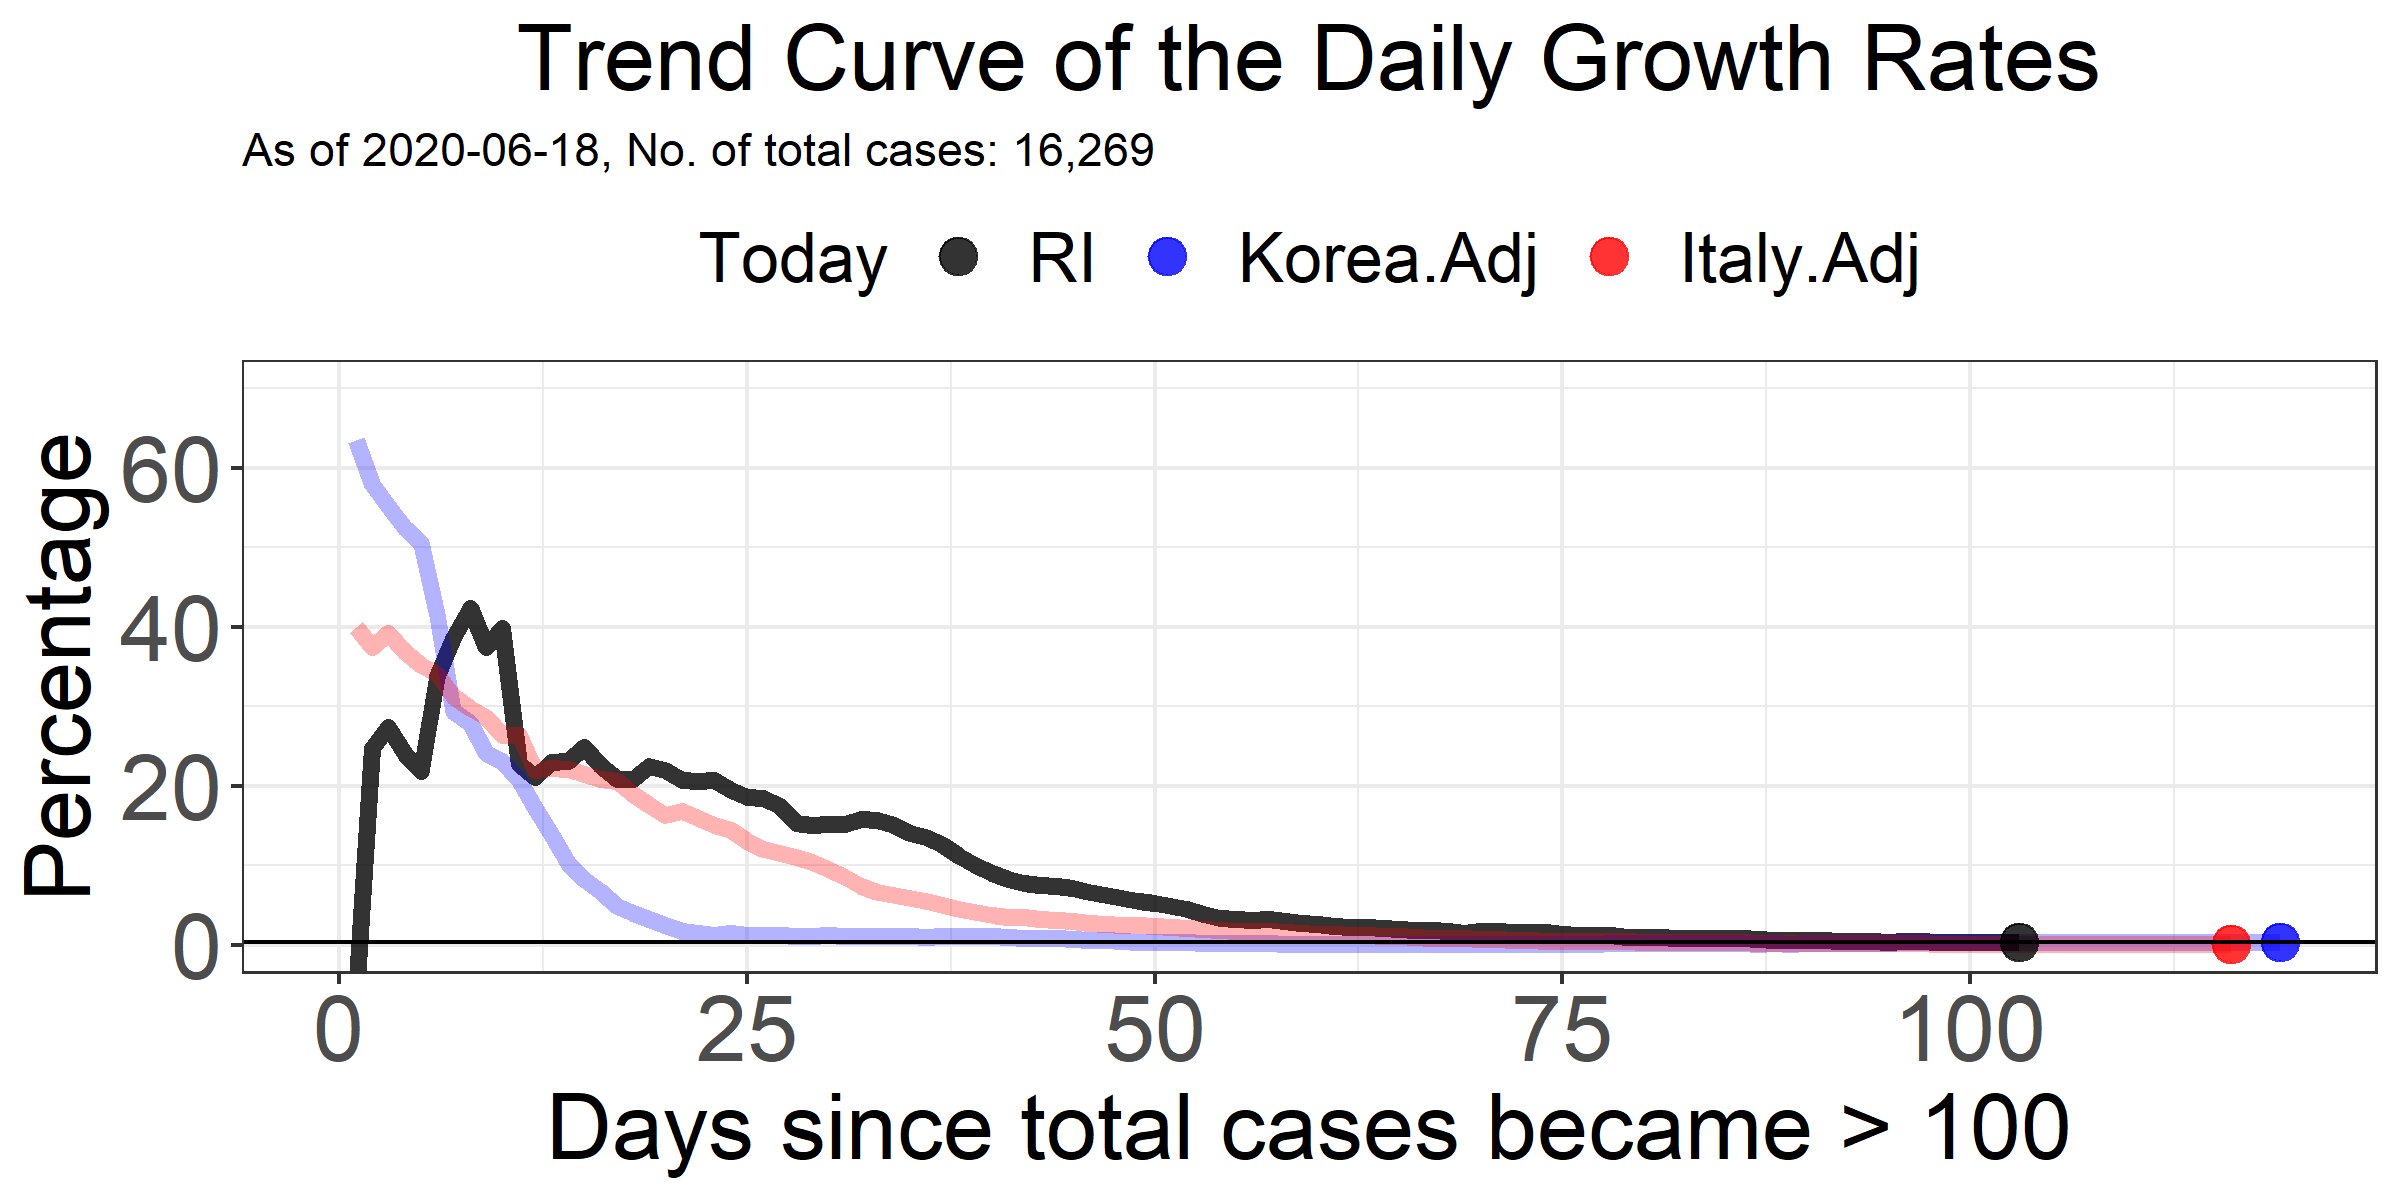 Trend Curve of the Daily Growth Rates
As of 2020-06-18, No. of total cases: 16,269
Today RI Korea.Adj Italy.Adj
Percentage
60
40
20
0
0 25 50 75 100
Days since total cases became > 100